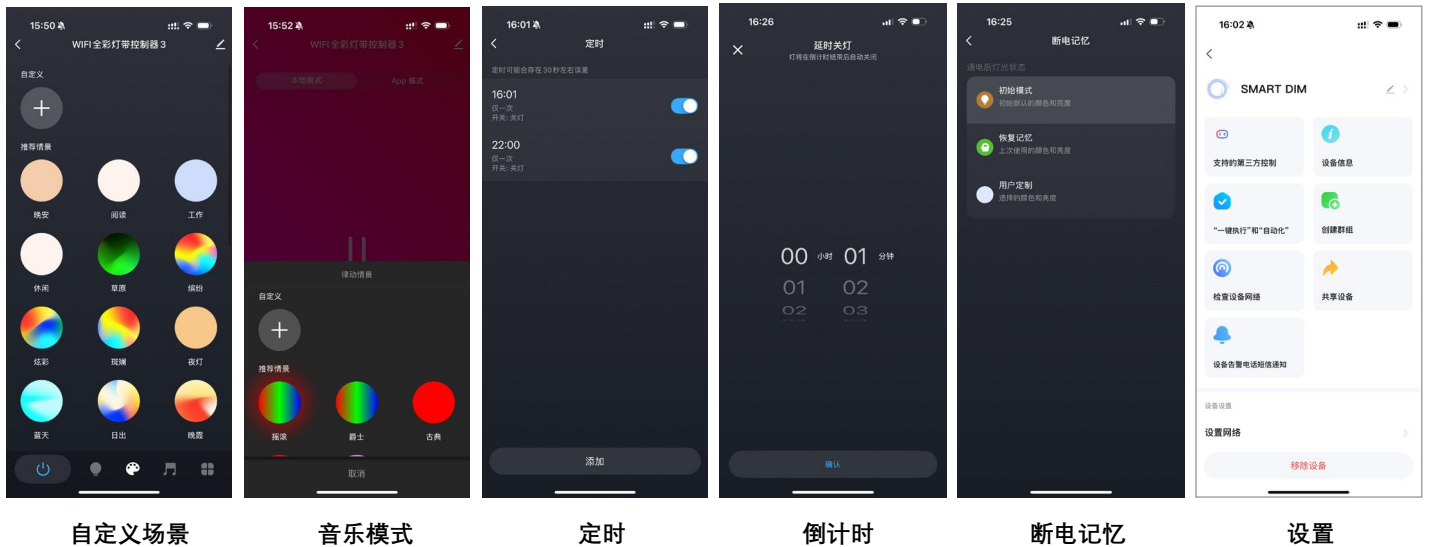 15:50
WIFI全彩灯带控制器 3
自定义
推荐情景
晚安 阅读 工作
休闲 草原 缤纷
炫彩 斑斓 夜灯
蓝天 日出 晚霞
自定义场景
15:52
WIFI全彩灯带控制器 3
本地模式 App 模式
律动情景
自定义
推荐情景
摇滚 爵士 古典
取消
音乐模式
16:01
定时
定时可能会存在30秒左右误差
16:01
仅一次
开关: 关灯
22:00
仅一次
开关: 关灯
添加
定时
16:26
延时关灯
灯将在倒计时结束后自动关闭
00 小时 01 分钟
01 02
02 03
确认
倒计时
16:25
断电记忆
通电后灯光状态
初始模式
初始默认的颜色和亮度
恢复记忆
上次使用的颜色和亮度
用户定制
选择的颜色和亮度
断电记忆
16:02
SMART DIM
支持的第三方控制 设备信息
“一键执行”和“自动化” 创建群组
检查设备网络 共享设备
设备告警电话短信通知
设备设置
设置网络
移除设备
设置